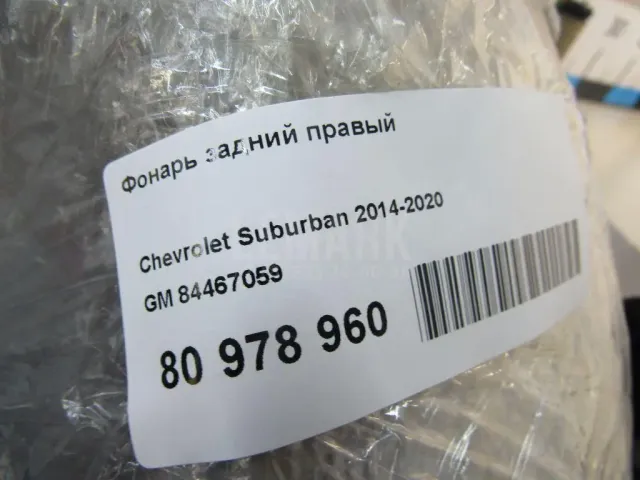 Фонарь задний правый
Chevrolet Suburban 2014-2020
GM 84467059
80 978 960